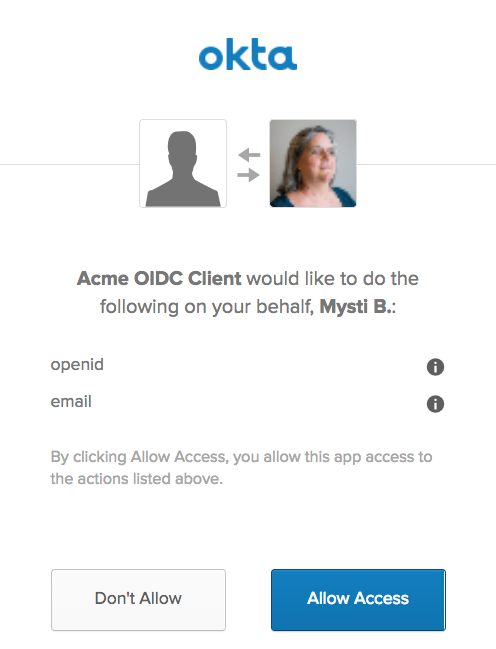 okta
Acme OIDC Client would like to do the
following on your behalf, Mysti B.:
openid
email
By clicking Allow Access, you allow this app access to
the actions listed above.
Don't Allow
Allow Access